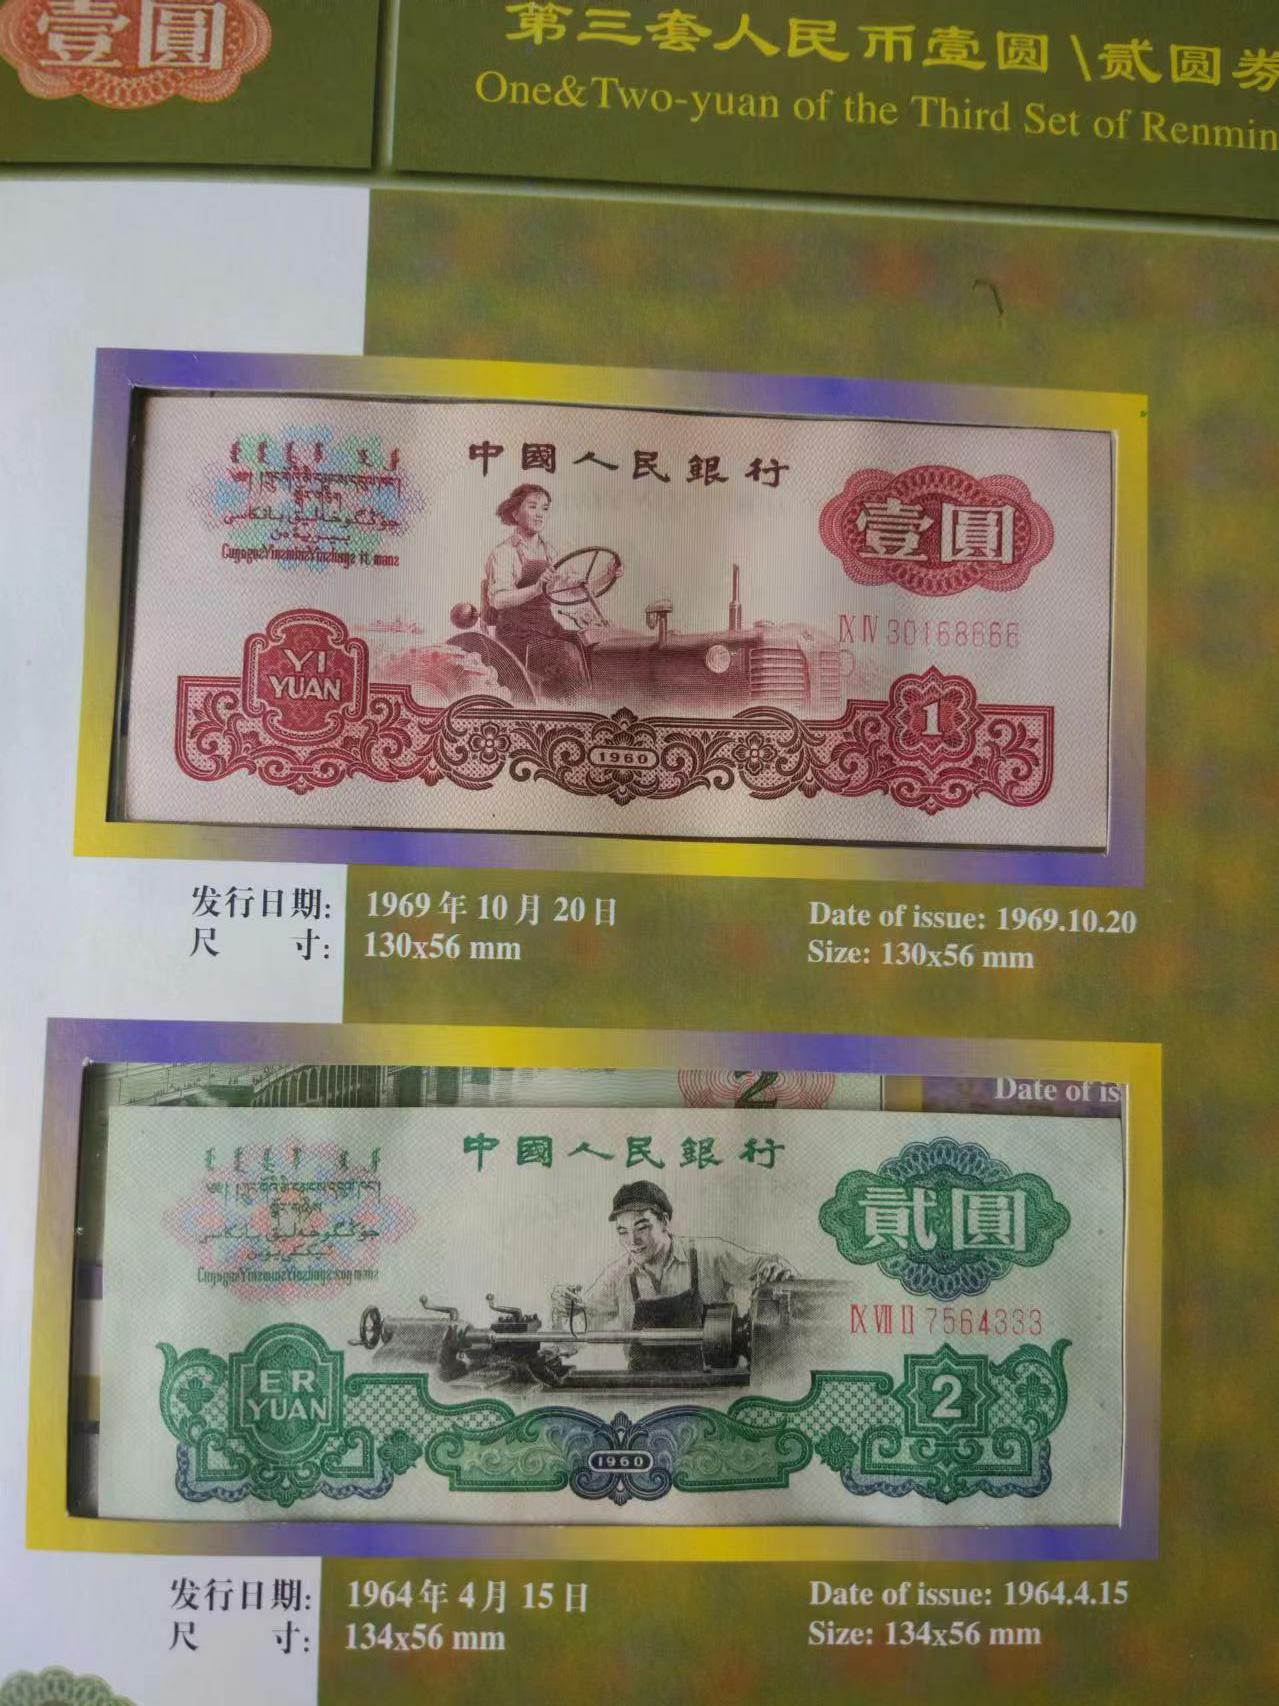 壹圓
第三套人民币壹圆\贰圆券
One&Two-yuan of the Third Set of Renmin
中國人民銀行
壹圓
YI
YUAN
IX IV 30168666
1
1960
发行日期: 1969年10月20日
Date of issue: 1969.10.20
尺 寸: 130x56 mm
Size: 130x56 mm
2
Date of is
中國人民銀行
貳圓
IX VII II 7564333
ER
YUAN
2
1960
发行日期: 1964年4月15日
Date of issue: 1964.4.15
尺 寸: 134x56 mm
Size: 134x56 mm